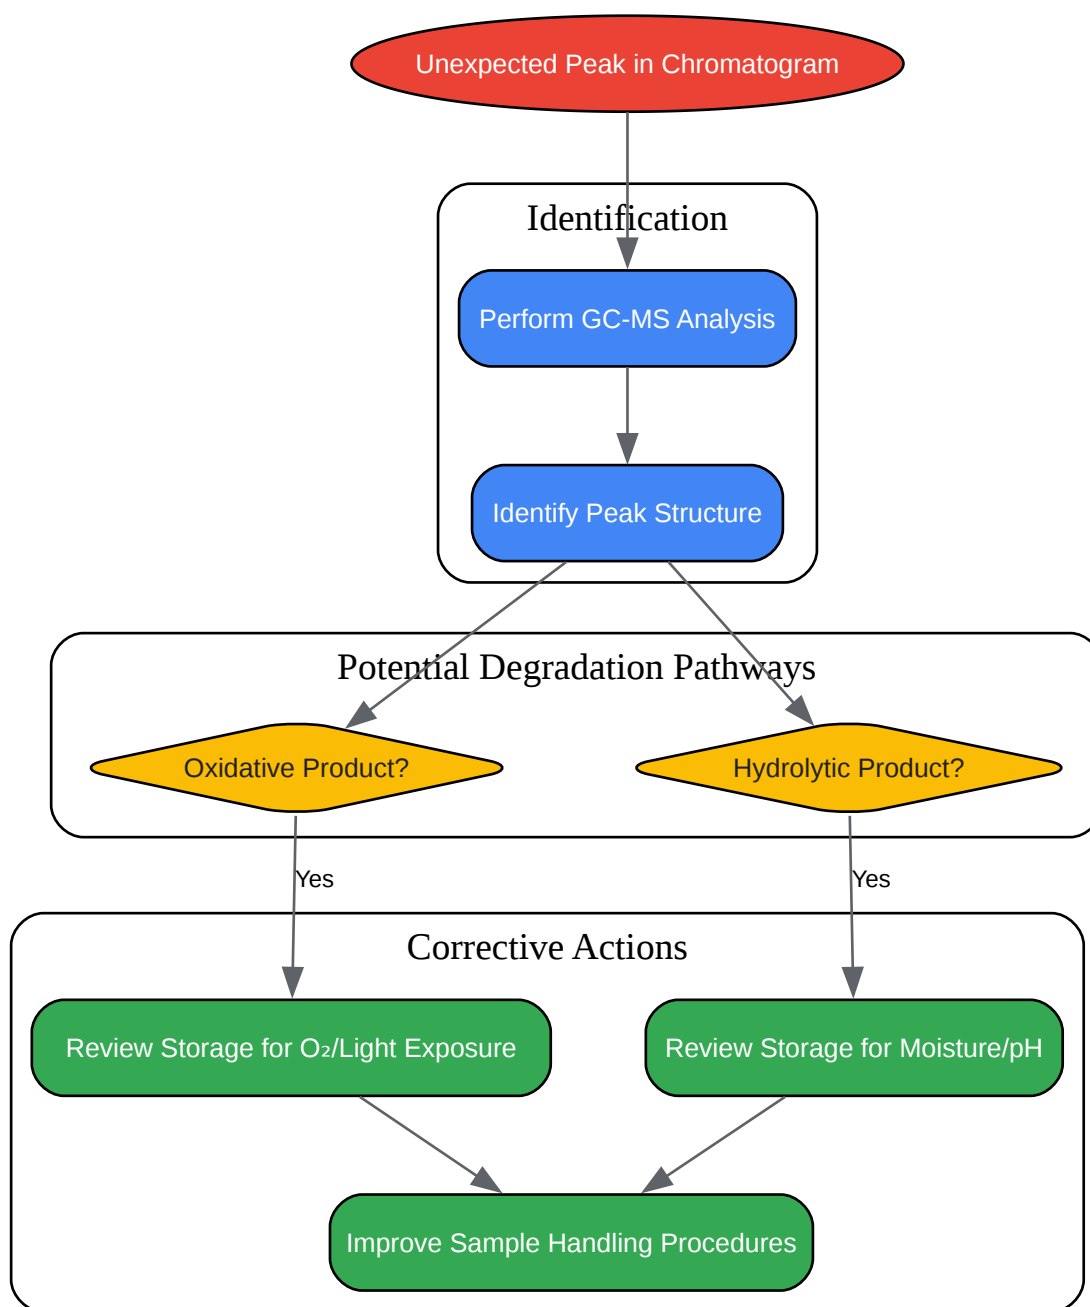 Unexpected Peak in Chromatogram
Identification
Perform GC-MS Analysis
Identify Peak Structure
Potential Degradation Pathways
Oxidative Product?
Hydrolytic Product?
Yes
Yes
Corrective Actions
Review Storage for O₂/Light Exposure
Review Storage for Moisture/pH
Improve Sample Handling Procedures